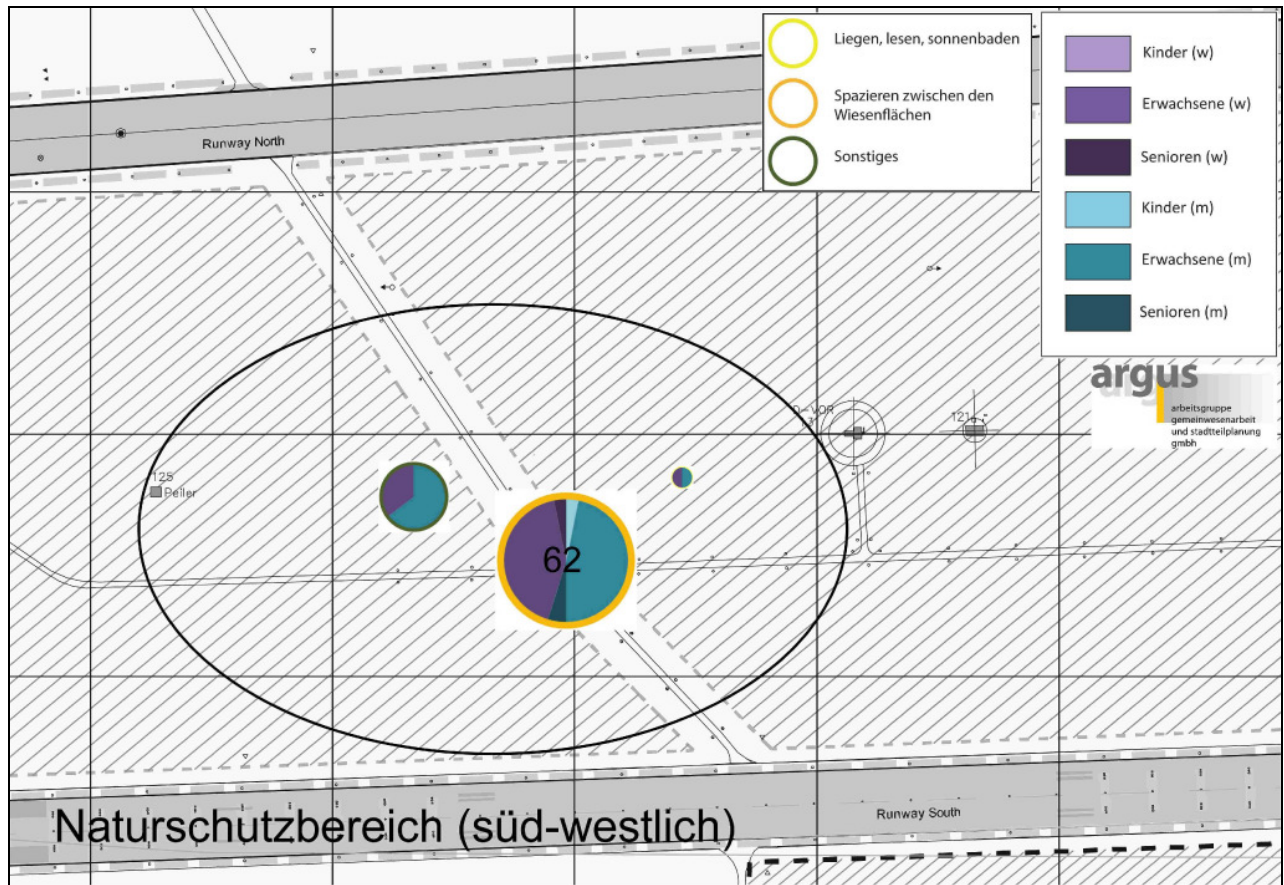 Liegen, lesen, sonnenbaden
Spazieren zwischen den
Wiesenflächen
Sonstiges
Kinder (w)
Erwachsene (w)
Senioren (w)
Kinder (m)
Erwachsene (m)
Senioren (m)
argus
arbeitsgruppe
gemeinwesenarbeit
und stadtteilplanung
gmbh
Runway North
121
125
Peiler
62
Runway South
Naturschutzbereich (süd-westlich)